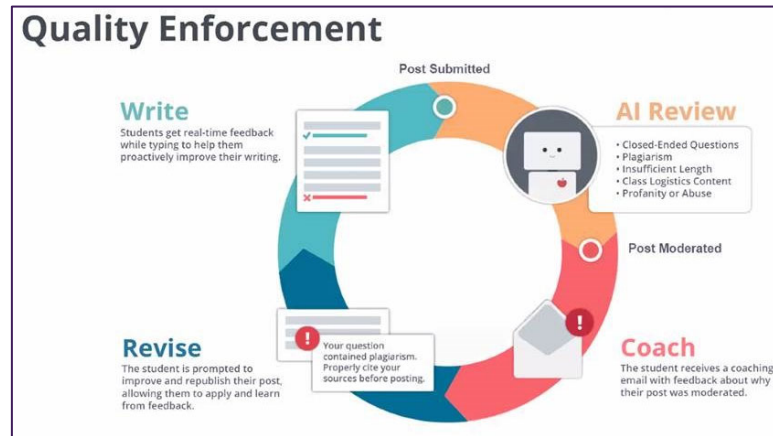 Quality Enforcement
Post Submitted
Write
Students get real-time feedback
while typing to help them
proactively improve their writing.
AI Review
• Closed-Ended Questions
• Plagiarism
• Insufficient Length
• Class Logistics Content
• Profanity or Abuse
Post Moderated
Revise
The student is prompted to
improve and republish their post,
allowing them to apply and learn
from feedback.
!
Your question
contained plagiarism.
Properly cite your
sources before posting.
!
Coach
The student receives a coaching
email with feedback about why
their post was moderated.